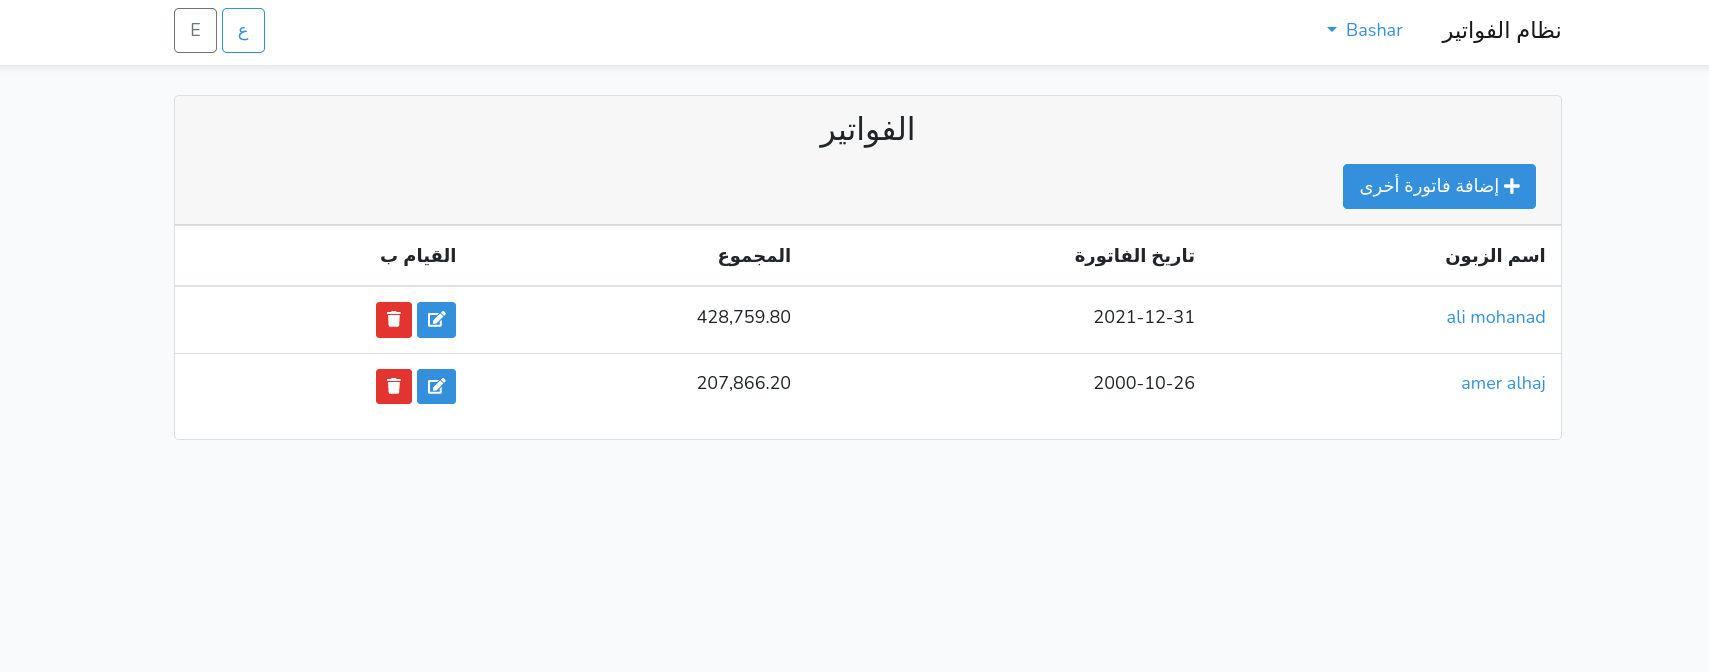 نظام الفواتير
Bashar
ع
E
الفواتير
إضافة فاتورة أخرى
اسم الزبون تاريخ الفاتورة المجموع القيام ب
ali mohanad 2021-12-31 428,759.80
amer alhaj 2000-10-26 207,866.20